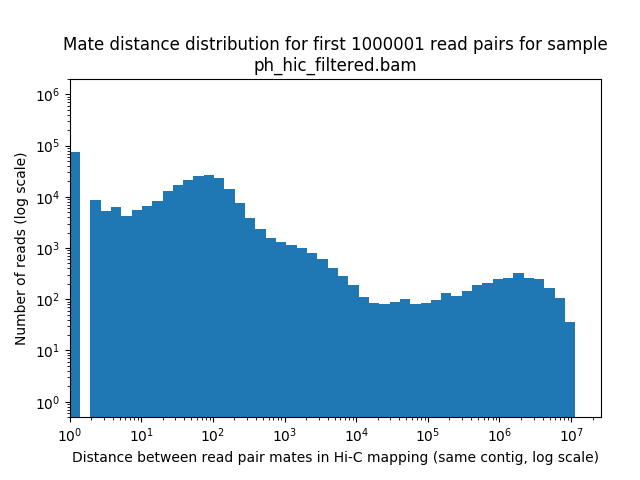 Mate distance distribution for first 1000001 read pairs for sample
ph_hic_filtered.bam
10⁶
10⁵
10⁴
10³
10²
10¹
10⁰
Number of reads (log scale)
10⁰ 10¹ 10² 10³ 10⁴ 10⁵ 10⁶ 10⁷
Distance between read pair mates in Hi-C mapping (same contig, log scale)